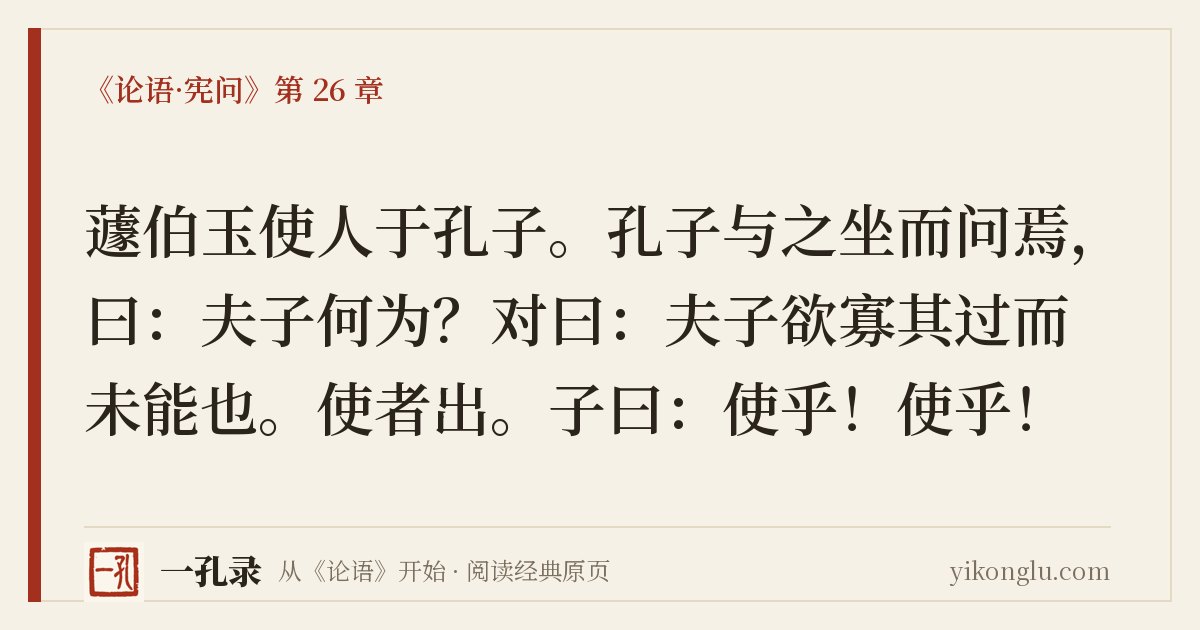 《论语·宪问》第 26 章
蘧伯玉使人于孔子。孔子与之坐而问焉，
曰：夫子何为？对曰：夫子欲寡其过而
未能也。使者出。子曰：使乎！使乎！
一孔
一孔录 从《论语》开始 · 阅读经典原页 yikonglu.com